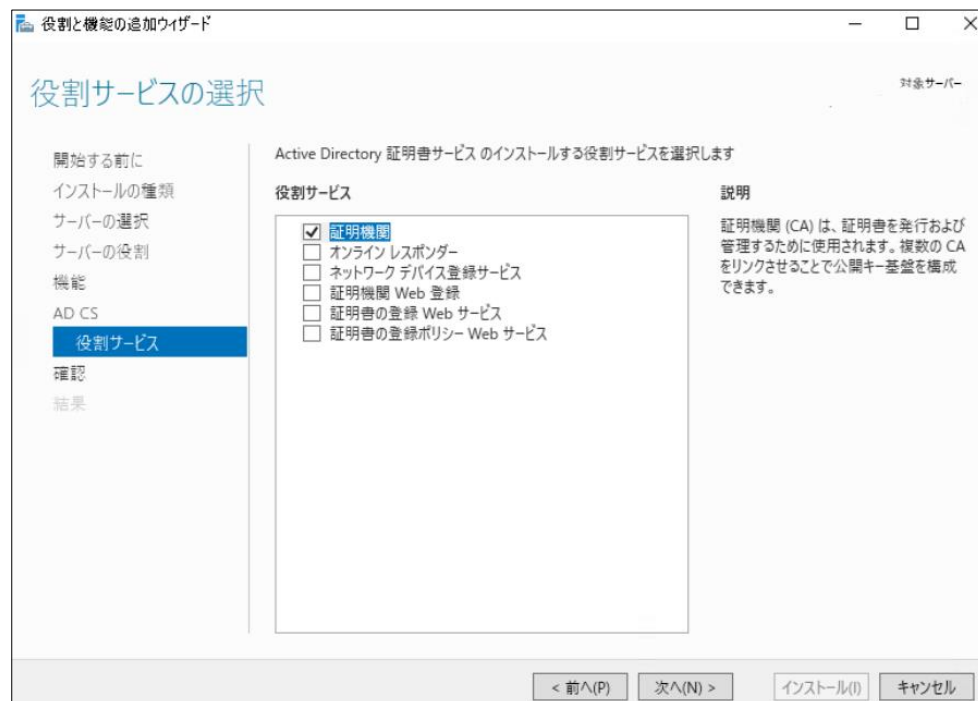 役割と機能の追加ウィザード
役割サービスの選択
対象サーバー
開始する前に
インストールの種類
サーバーの選択
サーバーの役割
機能
AD CS
役割サービス
確認
結果
Active Directory 証明書サービス のインストールする役割サービスを選択します
役割サービス
証明機関
オンライン レスポンダー
ネットワーク デバイス登録サービス
証明機関 Web 登録
証明書の登録 Web サービス
証明書の登録ポリシー Web サービス
説明
証明機関 (CA) は、証明書を発行および
管理するために使用されます。複数の CA
をリンクさせることで公開キー基盤を構成
できます。
< 前へ(P)
次へ(N) >
インストール(I)
キャンセル